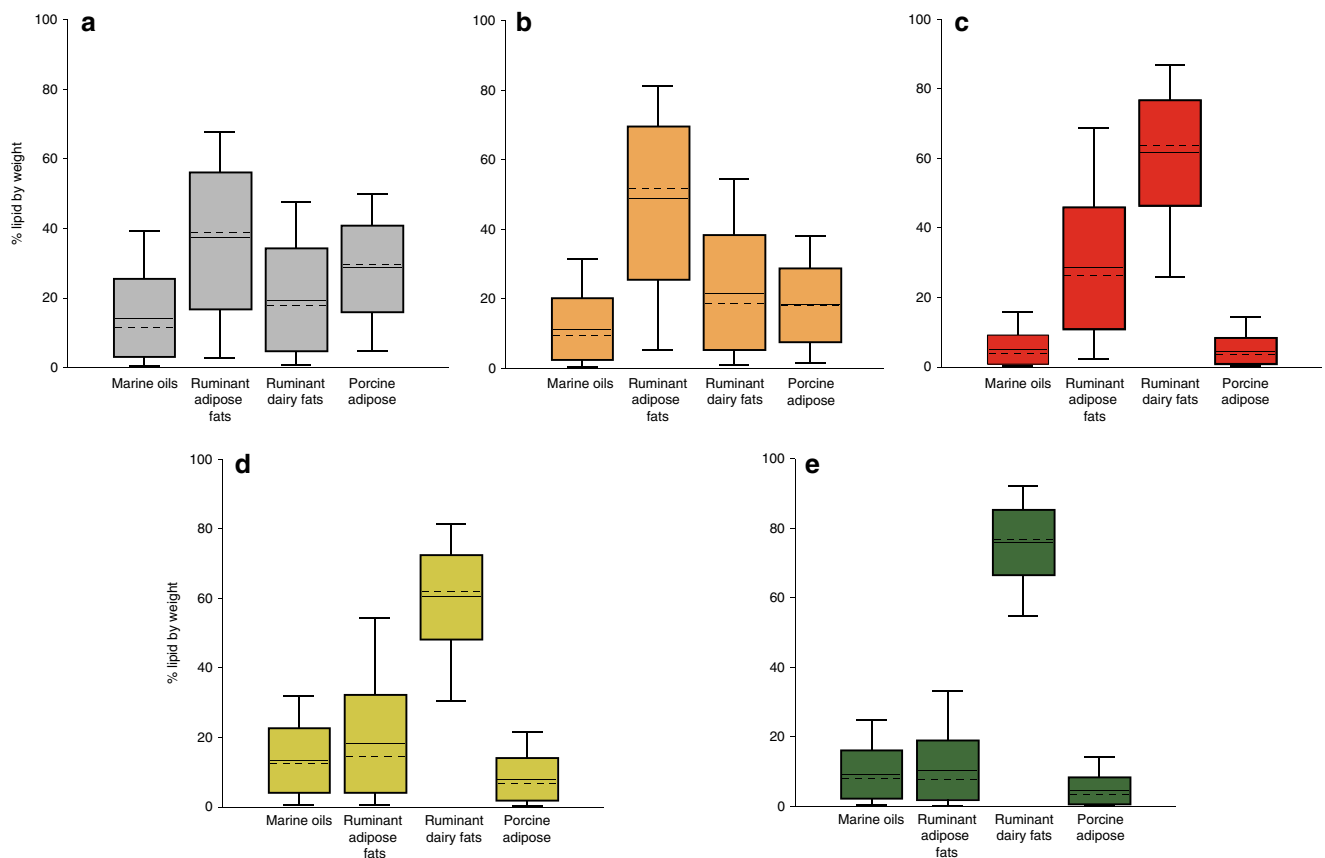 a
100
80
60
40
20
0
% lipid by weight
Marine oils
Ruminant
adipose
fats
Ruminant
dairy fats
Porcine
adipose
b
100
80
60
40
20
0
Marine oils
Ruminant
adipose
fats
Ruminant
dairy fats
Porcine
adipose
c
100
80
60
40
20
0
Marine oils
Ruminant
adipose
fats
Ruminant dairy fats
Porcine
adipose
d
100
80
60
40
20
0
% lipid by weight
Marine oils
Ruminant
adipose
fats
Ruminant
dairy fats
Porcine
adipose
e
100
80
60
40
20
0
Marine oils
Ruminant
adipose
fats
Ruminant
dairy fats
Porcine
adipose